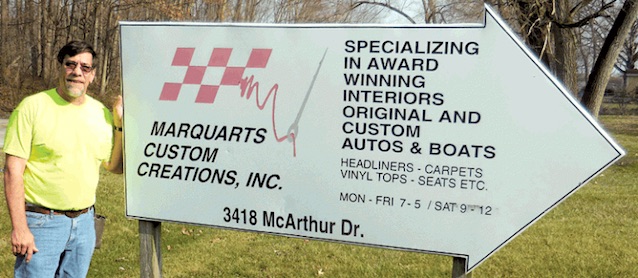 MARQUARTS
CUSTOM
CREATIONS, INC.
3418 McArthur Dr.
SPECIALIZING
IN AWARD
WINNING
INTERIORS
ORIGINAL AND
CUSTOM
AUTOS & BOATS
HEADLINERS - CARPETS
VINYL TOPS - SEATS ETC.
MON - FRI 7- 5 / SAT 9 - 12